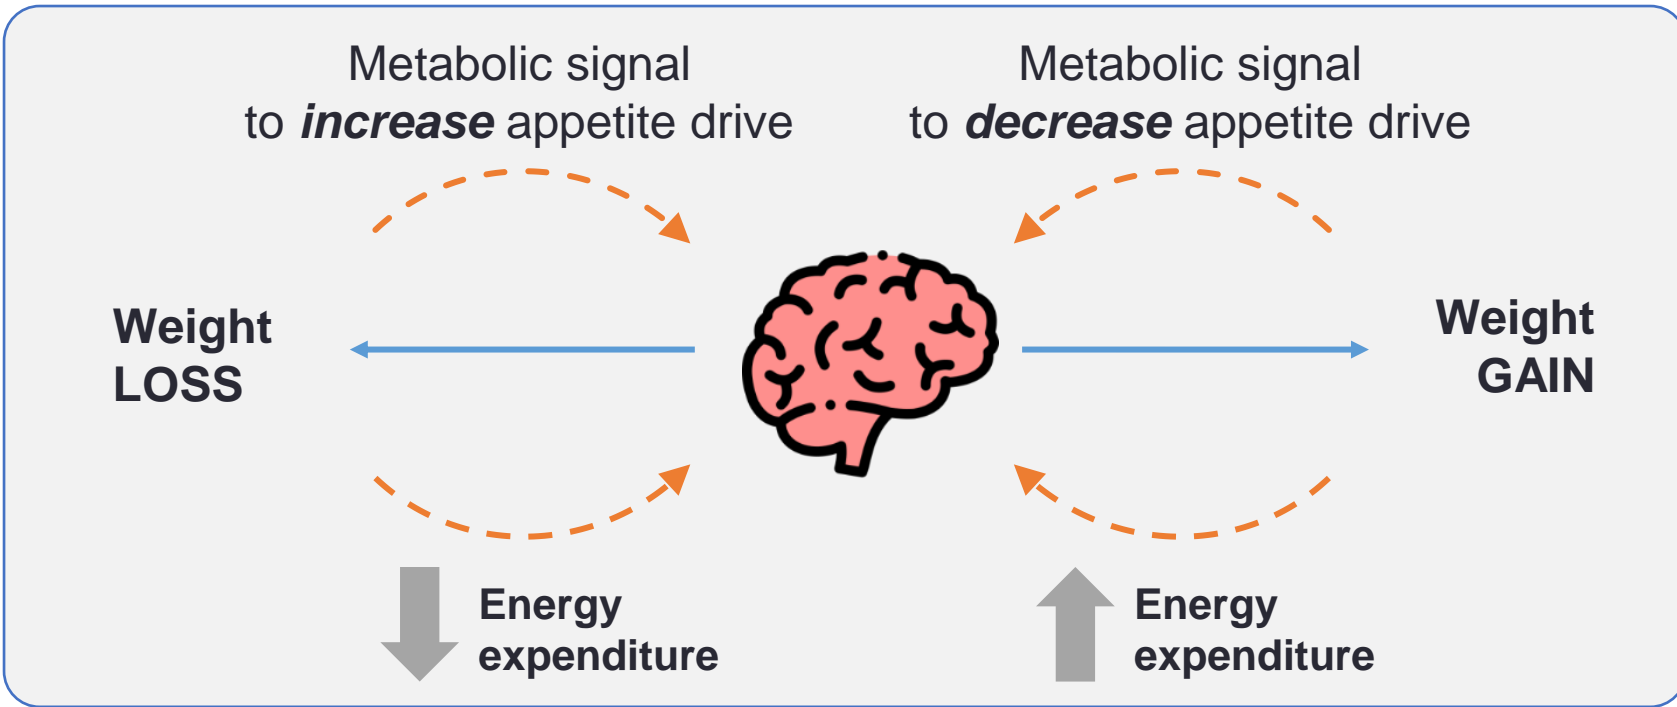 Metabolic signal
to increase appetite drive
Metabolic signal
to decrease appetite drive
Weight
LOSS
Weight
GAIN
Energy
expenditure
Energy
expenditure